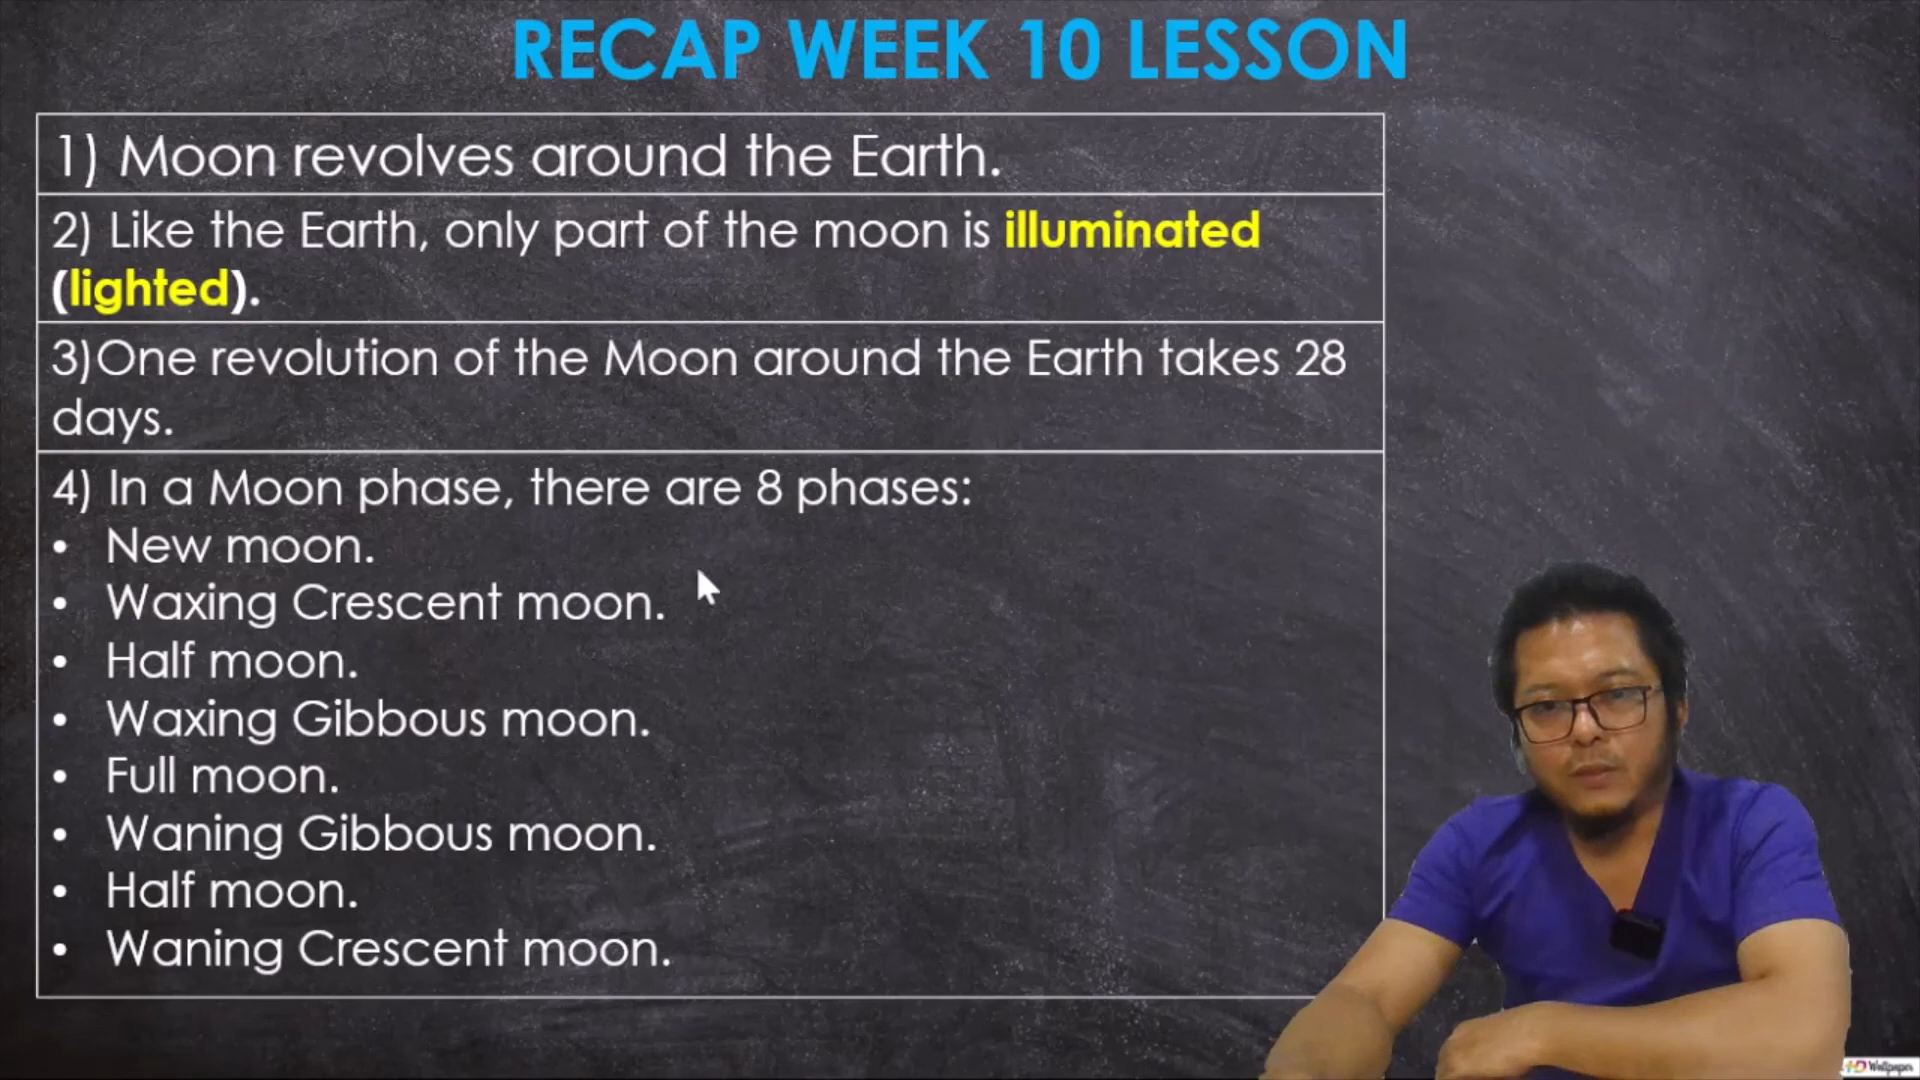 RECAP WEEK 10 LESSON
1) Moon revolves around the Earth.
2) Like the Earth, only part of the moon is illuminated
(lighted).
3)One revolution of the Moon around the Earth takes 28
days.
4) In a Moon phase, there are 8 phases:
• New moon.
• Waxing Crescent moon.
• Half moon.
• Waxing Gibbous moon.
• Full moon.
• Waning Gibbous moon.
• Half moon.
• Waning Crescent moon.
HD Wallpaper